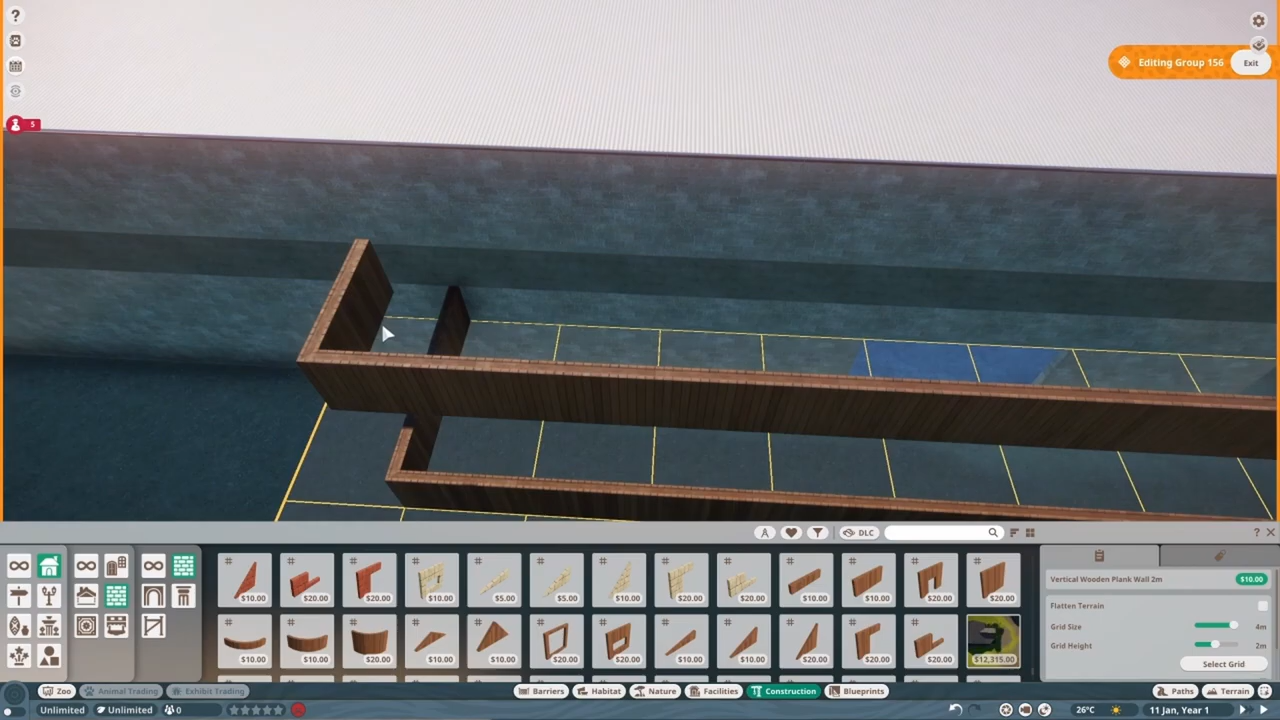 ?
Editing Group 156
Exit
5
DLC
? ×
$10.00 $20.00 $20.00 $10.00 $5.00 $5.00 $10.00 $20.00 $20.00 $10.00 $10.00 $20.00 $20.00
Vertical Wooden Plank Wall 2m $10.00
Flatten Terrain
Grid Size 4m
$10.00 $10.00 $20.00 $10.00 $10.00 $20.00 $20.00 $10.00 $10.00 $20.00 $20.00 $20.00 $12,315.00
Grid Height 2m
Select Grid
Zoo Animal Trading Exhibit Trading Barriers Habitat Nature Facilities Construction Blueprints Paths Terrain
Unlimited Unlimited 0 26°C 11 Jan, Year 1